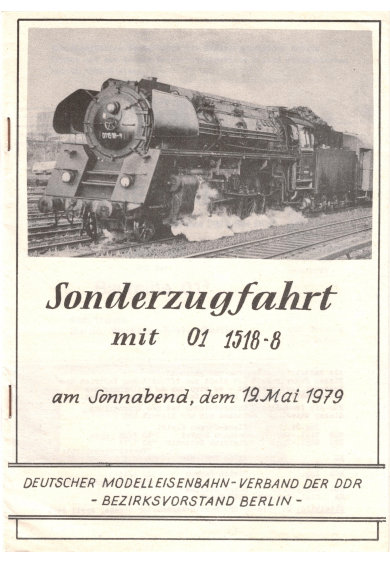 Sonderzugfahrt
mit 01 1518-8
am Sonnabend, dem 19. Mai 1979
DEUTSCHER MODELLEISENBAHN-VERBAND DER DDR
- BEZIRKSVORSTAND BERLIN -